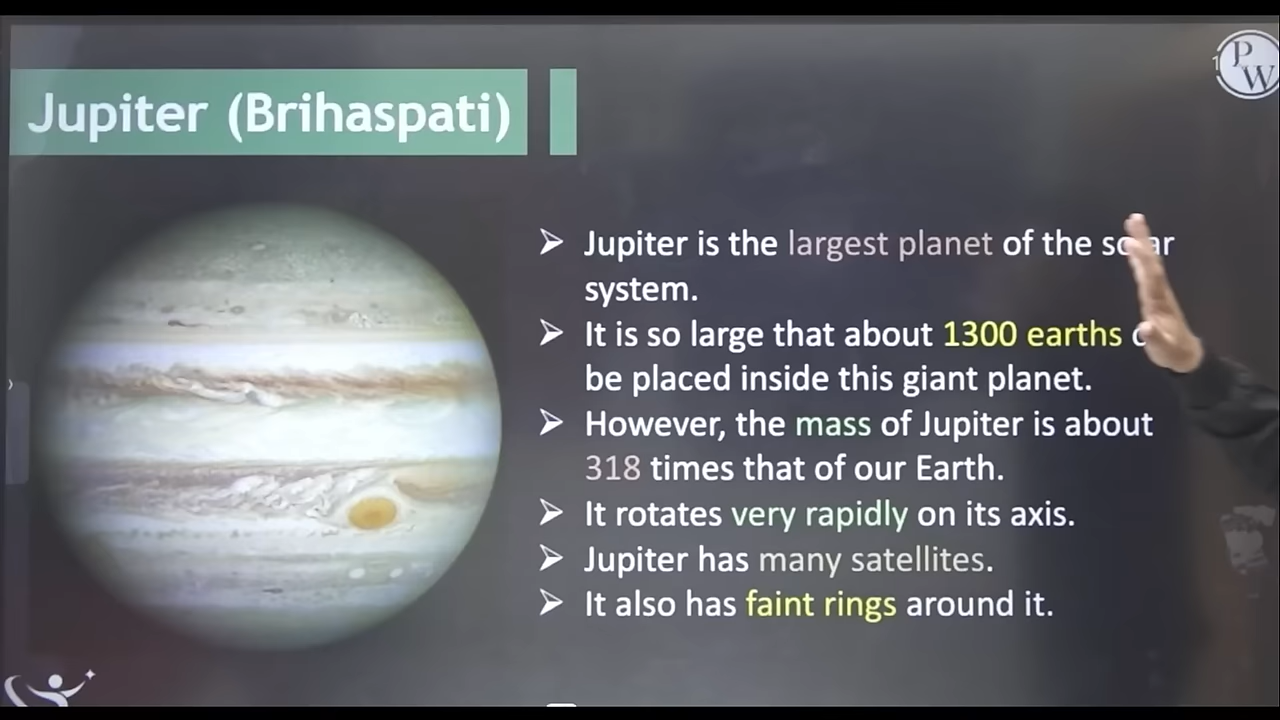 P
W
Jupiter (Brihaspati)
➤ Jupiter is the largest planet of the
system.
➤ It is so large that about 1300 earths
be placed inside this giant planet.
➤ However, the mass of Jupiter is about
318 times that of our Earth.
➤ It rotates very rapidly on its axis.
➤ Jupiter has many satellites.
➤ It also has faint rings around it.